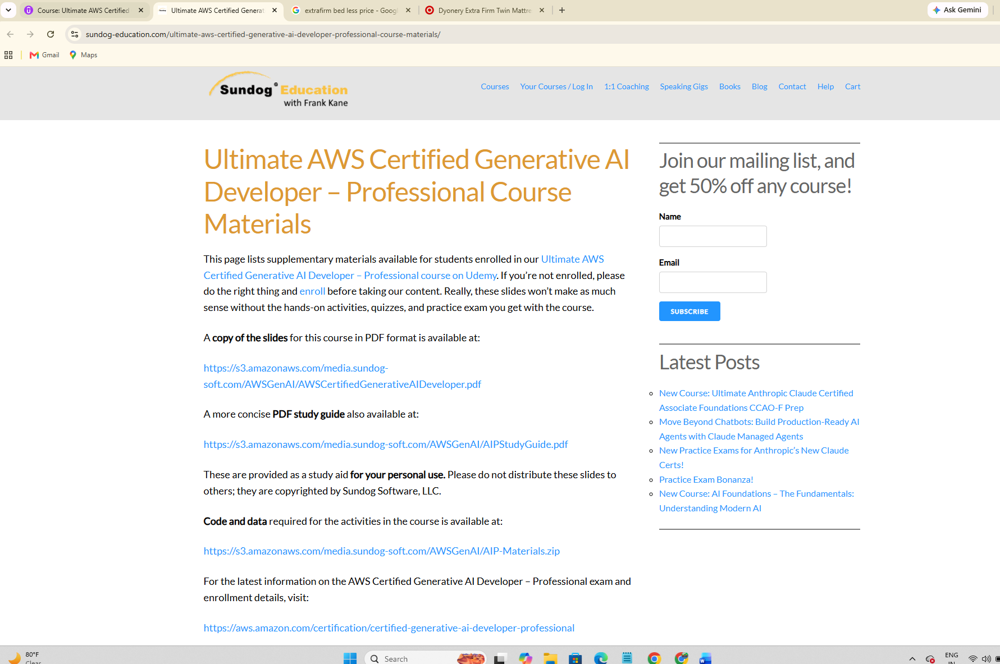 Course: Ultimate AWS Certified
Ultimate AWS Certified Generat
extrafirm bed less price - Googl
Dyonery Extra Firm Twin Mattre
Ask Gemini
sundog-education.com/ultimate-aws-certified-generative-ai-developer-professional-course-materials/
Gmail
Maps
Sundog® Education
with Frank Kane
Courses
Your Courses / Log In
1:1 Coaching
Speaking Gigs
Books
Blog
Contact
Help
Cart
Ultimate AWS Certified Generative AI
Developer – Professional Course
Materials
This page lists supplementary materials available for students enrolled in our Ultimate AWS
Certified Generative AI Developer – Professional course on Udemy. If you’re not enrolled, please
do the right thing and enroll before taking our content. Really, these slides won’t make as much
sense without the hands-on activities, quizzes, and practice exam you get with the course.
A copy of the slides for this course in PDF format is available at:
https://s3.amazonaws.com/media.sundog-
soft.com/AWSGenAI/AWSCertifiedGenerativeAIDeveloper.pdf
A more concise PDF study guide also available at:
https://s3.amazonaws.com/media.sundog-soft.com/AWSGenAI/AIPStudyGuide.pdf
These are provided as a study aid for your personal use. Please do not distribute these slides to
others; they are copyrighted by Sundog Software, LLC.
Code and data required for the activities in the course is available at:
https://s3.amazonaws.com/media.sundog-soft.com/AWSGenAI/AIP-Materials.zip
For the latest information on the AWS Certified Generative AI Developer – Professional exam and
enrollment details, visit:
https://aws.amazon.com/certification/certified-generative-ai-developer-professional
Join our mailing list, and
get 50% off any course!
Name
Email
SUBSCRIBE
Latest Posts
New Course: Ultimate Anthropic Claude Certified
Associate Foundations CCAO-F Prep
Move Beyond Chatbots: Build Production-Ready AI
Agents with Claude Managed Agents
New Practice Exams for Anthropic’s New Claude
Certs!
Practice Exam Bonanza!
New Course: AI Foundations – The Fundamentals:
Understanding Modern AI
80°F
Clear
Search
ENG
IN